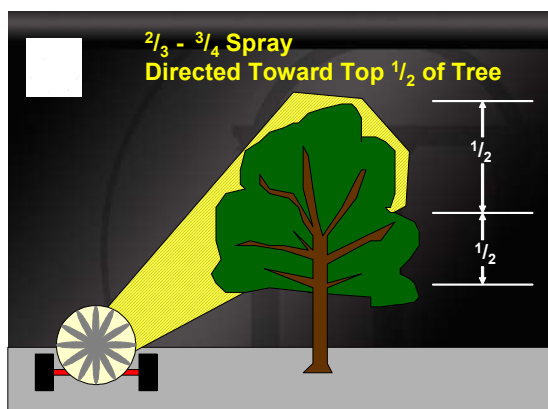 2/3 - 3/4 Spray
Directed Toward Top 1/2 of Tree
1/2
1/2